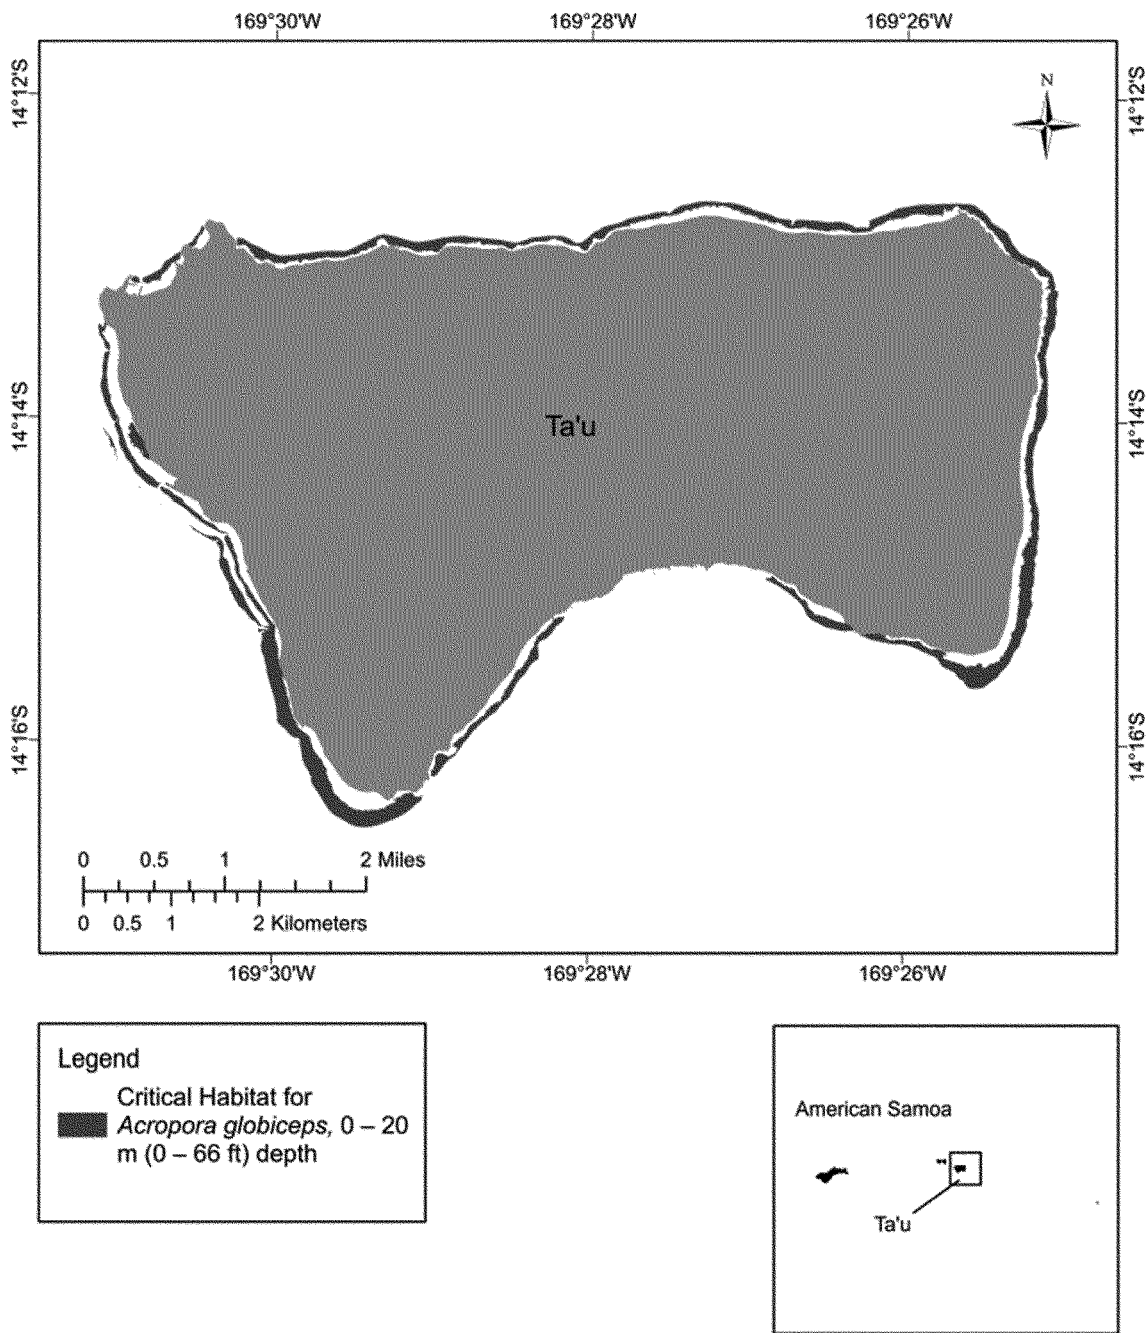 169°30'W 169°28'W 169°26'W
14°12'S 14°12'S
N
14°14'S 14°14'S
Ta'u
14°16'S 14°16'S
0 0.5 1 2 Miles
0 0.5 1 2 Kilometers
169°30'W 169°28'W 169°26'W
Legend
Critical Habitat for
Acropora globiceps, 0 – 20
m (0 – 66 ft) depth
American Samoa
Ta'u